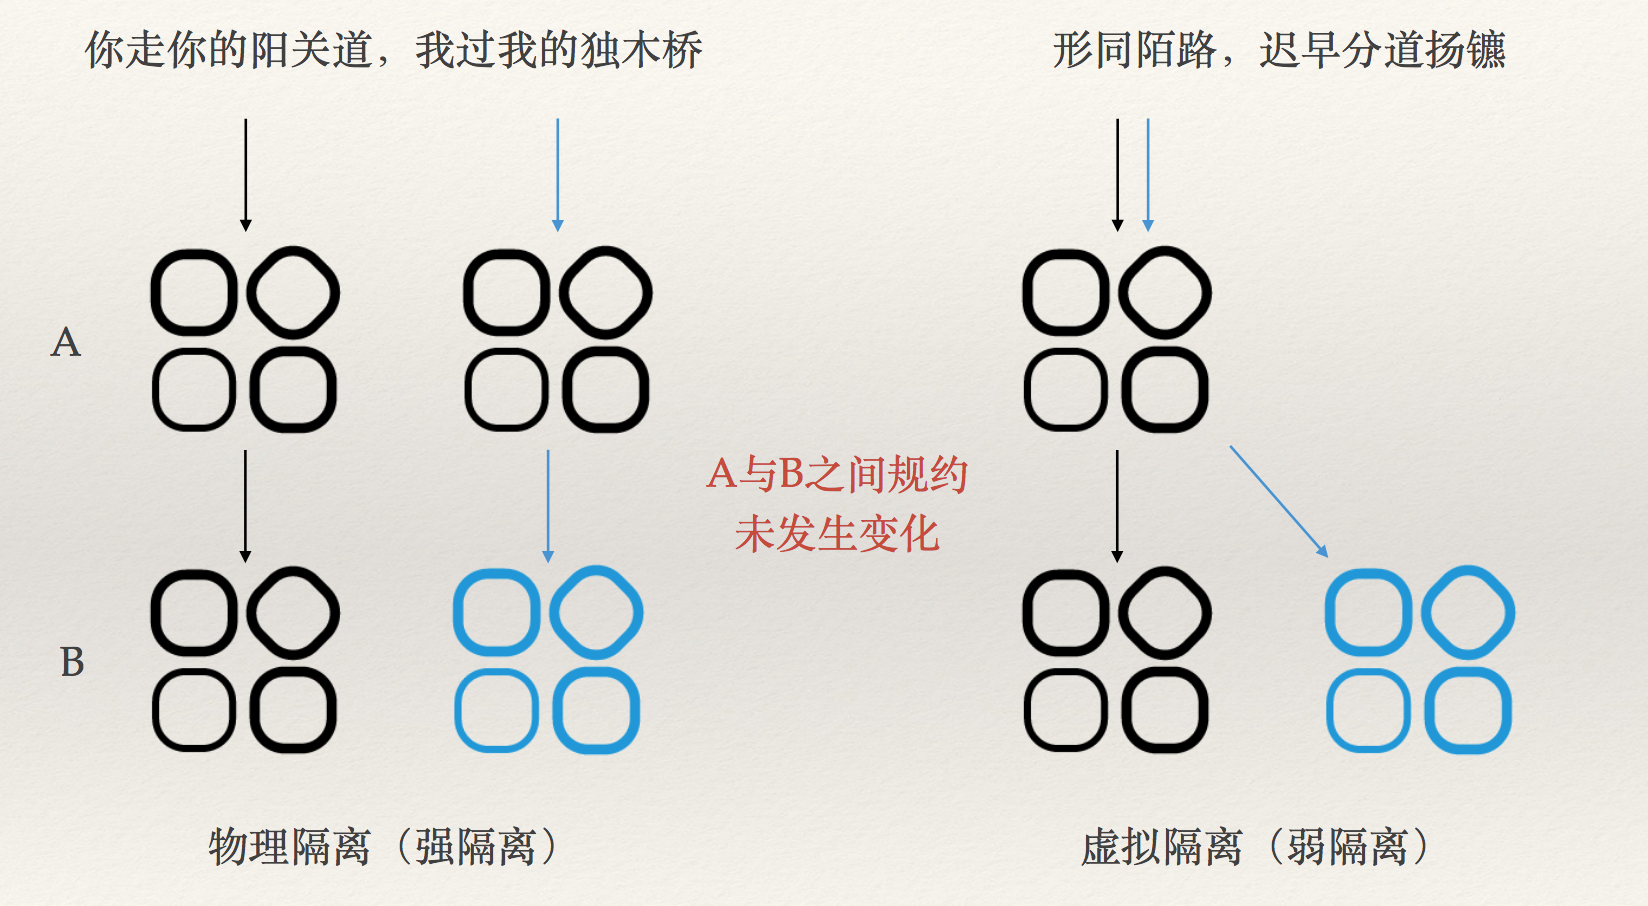 你走你的阳关道，我过我的独木桥
形同陌路，迟早分道扬镳
A
A与B之间规约
未发生变化
B
物理隔离（强隔离）
虚拟隔离（弱隔离）